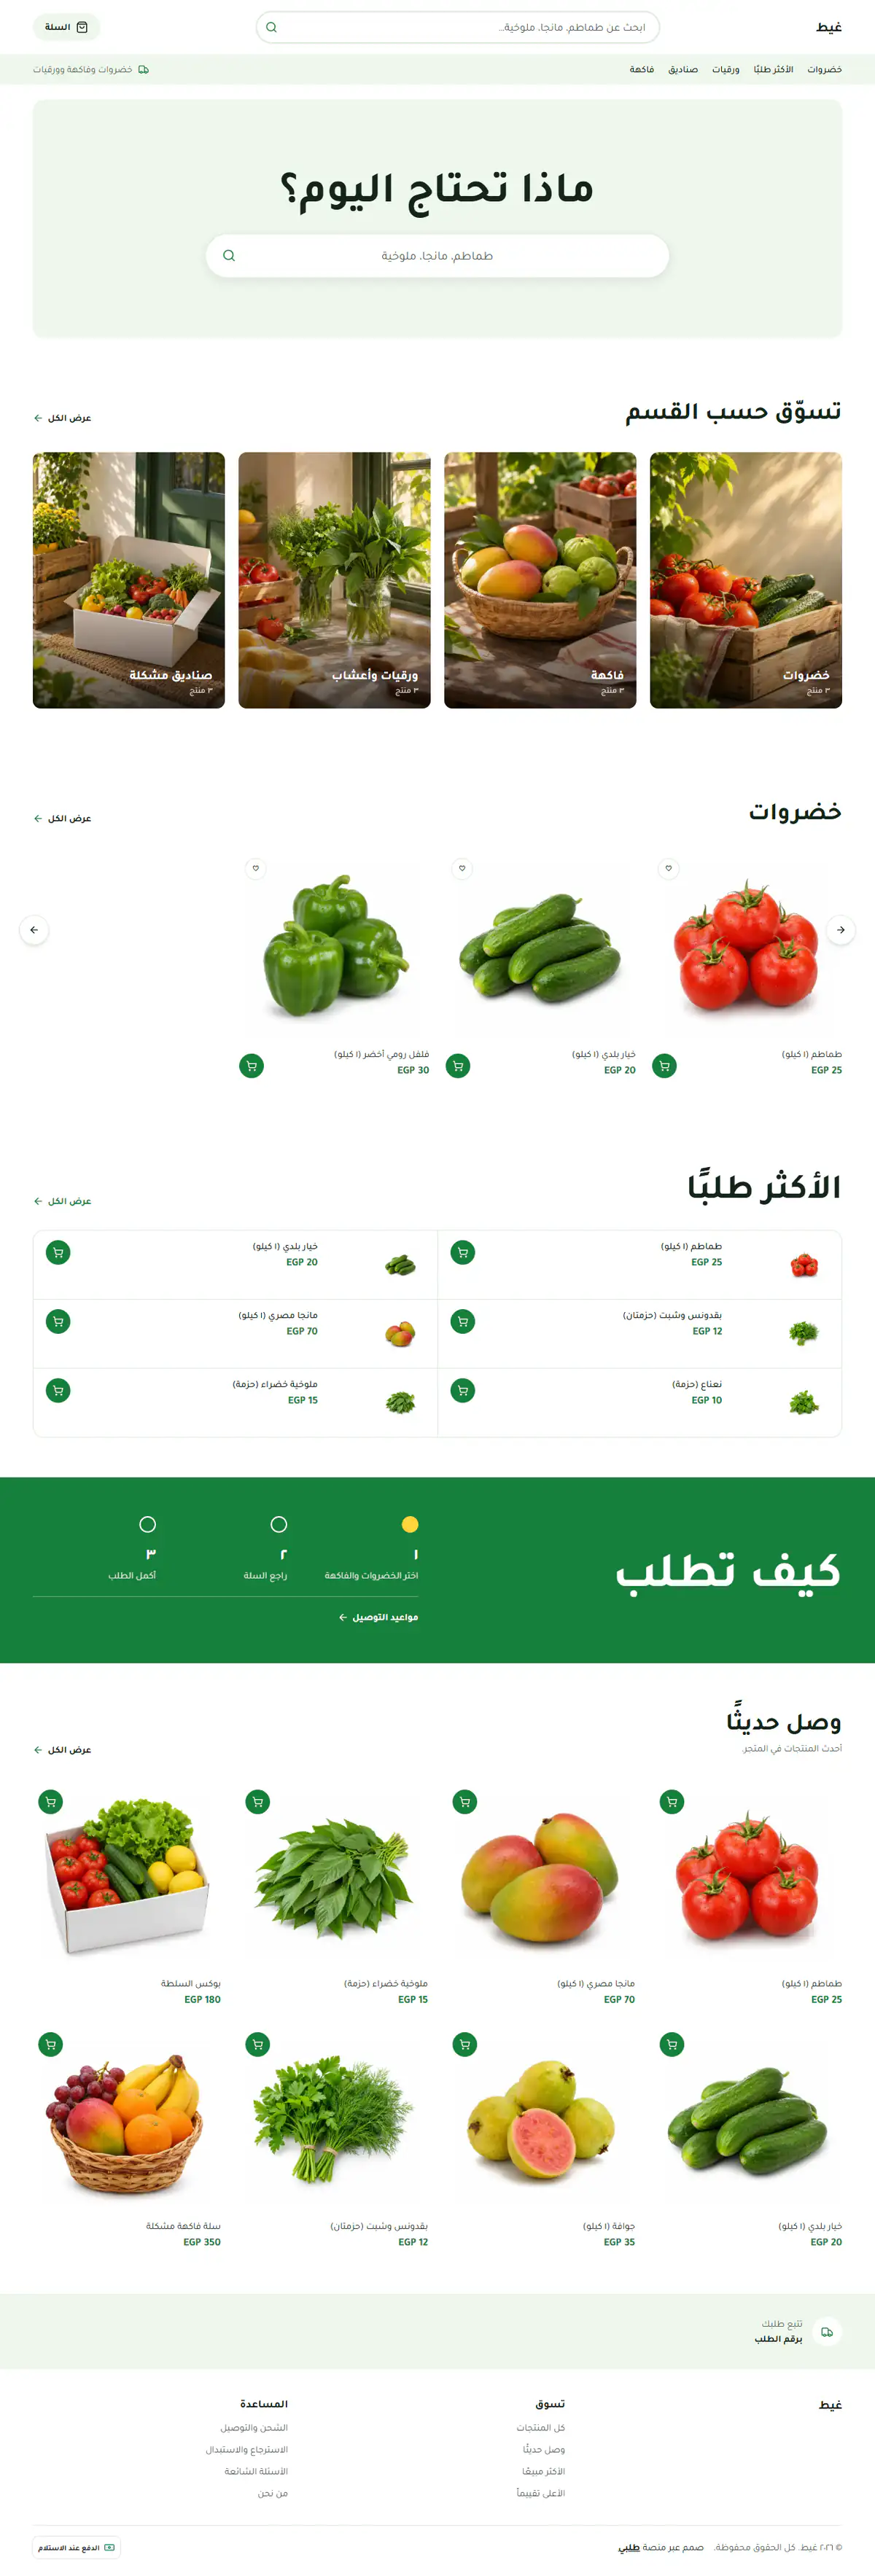 غيط
ابحث عن طماطم، مانجا، ملوخية...
السلة
خضروات
الأكثر طلبًا
ورقيات
صناديق
فاكهة
خضروات وفاكهة وورقيات
ماذا تحتاج اليوم؟
طماطم، مانجا، ملوخية
تسوّق حسب القسم
عرض الكل
خضروات
٣ منتج
فاكهة
٣ منتج
ورقيات وأعشاب
٣ منتج
صناديق مشكلة
٣ منتج
خضروات
عرض الكل
طماطم (١ كيلو)
EGP 25
خيار بلدي (١ كيلو)
EGP 20
فلفل رومي أخضر (١ كيلو)
EGP 30
الأكثر طلبًا
عرض الكل
طماطم (١ كيلو)
EGP 25
خيار بلدي (١ كيلو)
EGP 20
بقدونس وشبت (حزمتان)
EGP 12
مانجا مصري (١ كيلو)
EGP 70
نعناع (حزمة)
EGP 10
ملوخية خضراء (حزمة)
EGP 15
كيف تطلب
١
اختر الخضروات والفاكهة
٢
راجع السلة
٣
أكمل الطلب
مواعيد التوصيل
وصل حديثًا
أحدث المنتجات في المتجر.
عرض الكل
طماطم (١ كيلو)
EGP 25
مانجا مصري (١ كيلو)
EGP 70
ملوخية خضراء (حزمة)
EGP 15
بوكس السلطة
EGP 180
خيار بلدي (١ كيلو)
EGP 20
جوافة (١ كيلو)
EGP 35
بقدونس وشبت (حزمتان)
EGP 12
سلة فاكهة مشكلة
EGP 350
تتبع طلبك
برقم الطلب
غيط
تسوق
كل المنتجات
وصل حديثًا
الأكثر مبيعًا
الأعلى تقييماً
المساعدة
الشحن والتوصيل
الاسترجاع والاستبدال
الأسئلة الشائعة
من نحن
© ٢٠٢٦ غيط. كل الحقوق محفوظة.
صمم عبر منصة طلبي
الدفع عند الاستلام